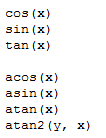 cos(x)
sin(x)
tan(x)
acos(x)
asin(x)
atan(x)
atan2(y, x)